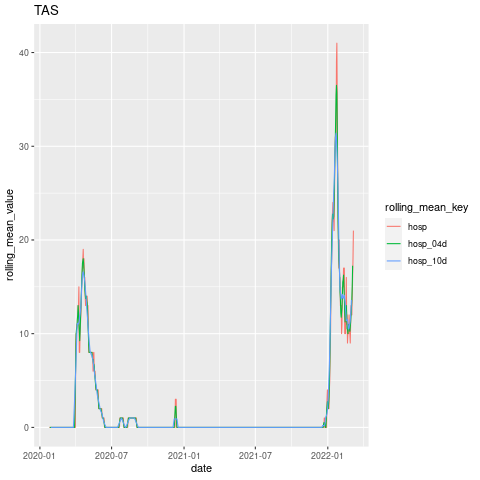 TAS
40
30
20
10
0
rolling_mean_value
2020-01 2020-07 2021-01 2021-07 2022-01
date
rolling_mean_key
hosp
hosp_04d
hosp_10d